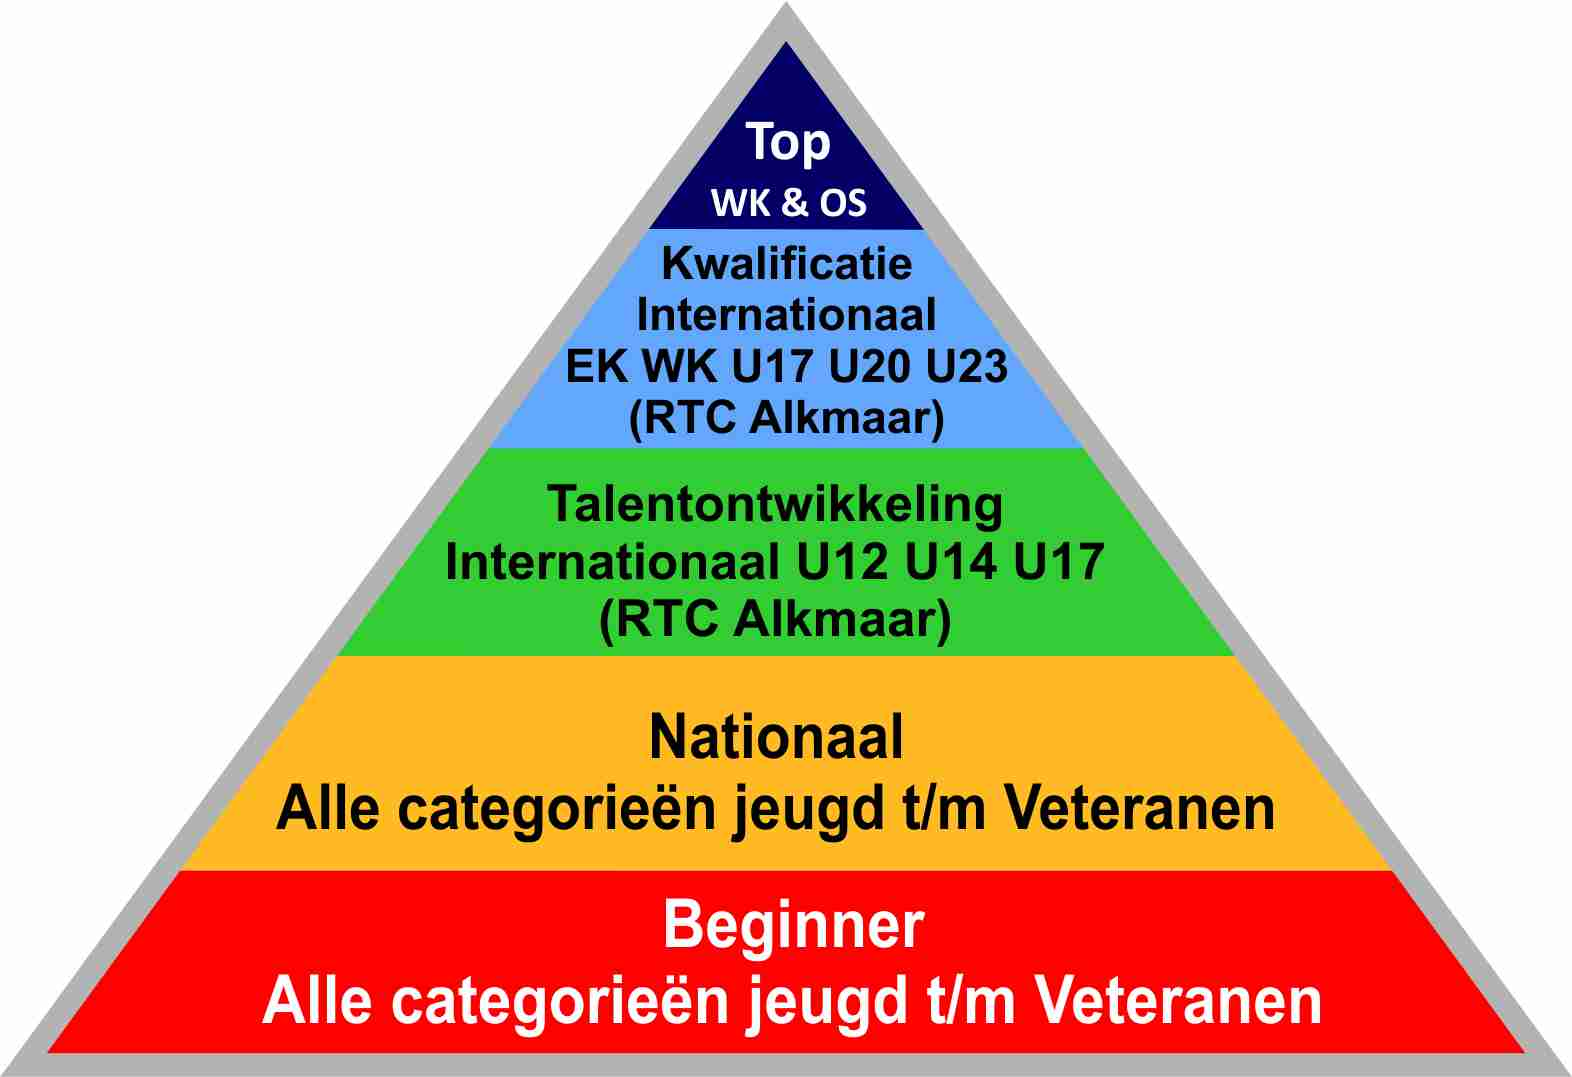 Top
WK & OS
Kwalificatie
Internationaal
EK WK U17 U20 U23
(RTC Alkmaar)
Talentontwikkeling
Internationaal U12 U14 U17
(RTC Alkmaar)
Nationaal
Alle categorieën jeugd t/m Veteranen
Beginner
Alle categorieën jeugd t/m Veteranen